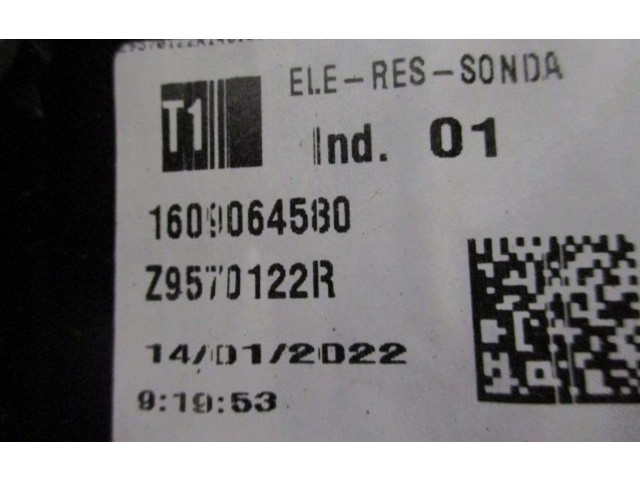 ELE-RES-SONDA
T1
Ind. 01
1609064580
Z9570122R
14/01/2022
9:19:53